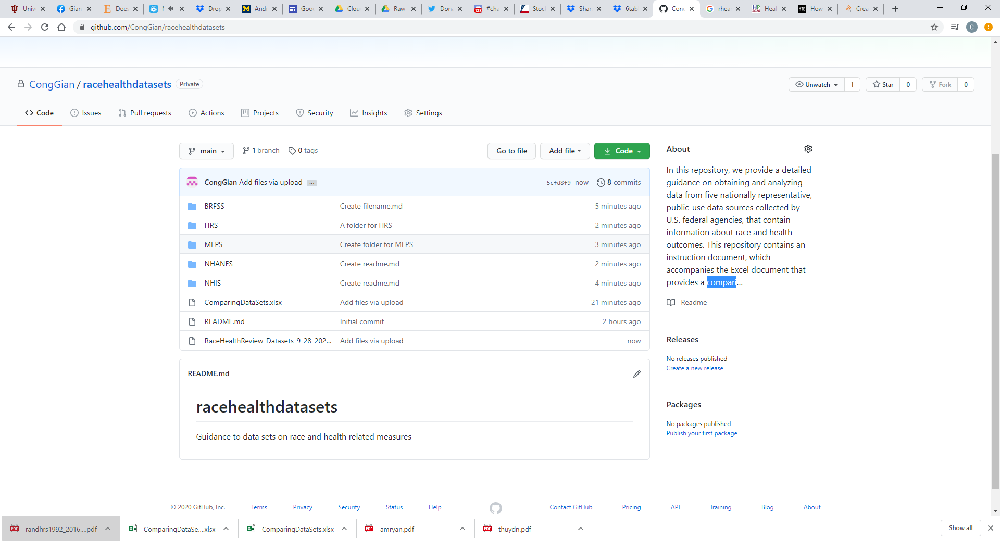 Univ
Gian
Does
Drop
Andr
Goog
Clou
Raw
Dona
138
#cha
Stocl
Shar
6tab
Cong
rhea
HP 2020
Heal
HTG
How
Crea
github.com/CongGian/racehealthdatasets
C
CongGian / racehealthdatasets Private
Unwatch 1
Star 0
Fork 0
Code
Issues
Pull requests
Actions
Projects
Security
Insights
Settings
main
1 branch
0 tags
Go to file
Add file
Code
CongGian Add files via upload ...
5cfd8f9 now 8 commits
BRFSS Create filename.md 5 minutes ago
HRS A folder for HRS 2 minutes ago
MEPS Create folder for MEPS 3 minutes ago
NHANES Create readme.md 2 minutes ago
NHIS Create readme.md 4 minutes ago
ComparingDataSets.xlsx Add files via upload 21 minutes ago
README.md Initial commit 2 hours ago
RaceHealthReview_Datasets_9_28_202... Add files via upload now
README.md
racehealthdatasets
Guidance to data sets on race and health related measures
About
In this repository, we provide a detailed
guidance on obtaining and analyzing
data from five nationally representative,
public-use data sources collected by
U.S. federal agencies, that contain
information about race and health
outcomes. This repository contains an
instruction document, which
accompanies the Excel document that
provides a compari...
Readme
Releases
No releases published
Create a new release
Packages
No packages published
Publish your first package
© 2020 GitHub, Inc.
Terms
Privacy
Security
Status
Help
Contact GitHub
Pricing
API
Training
Blog
About
randhrs1992_2016....pdf
ComparingDataSe....xlsx
ComparingDataSets.xlsx
amryan.pdf
thuydn.pdf
Show all